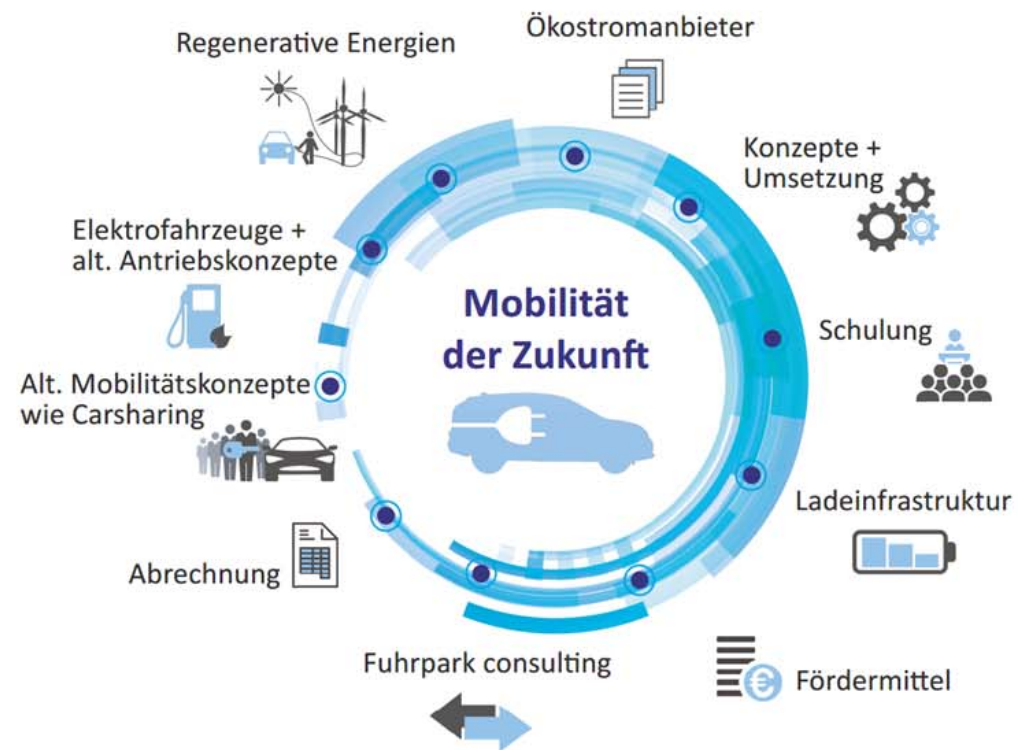 Ökostromanbieter
Regenerative Energien
Konzepte +
Umsetzung
Elektrofahrzeuge +
alt. Antriebskonzepte
Mobilität
der Zukunft
Schulung
Alt. Mobilitätskonzepte
wie Carsharing
Ladeinfrastruktur
Abrechnung
Fuhrpark consulting
€ Fördermittel